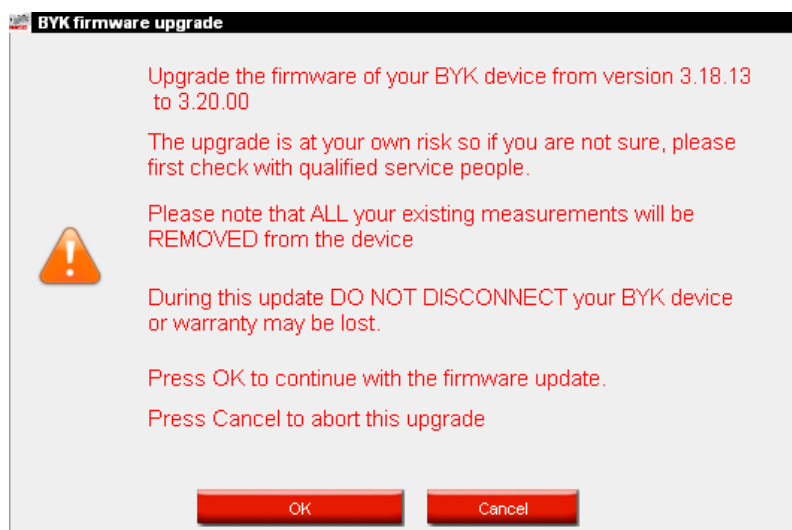 BYK firmware upgrade
Upgrade the firmware of your BYK device from version 3.18.13
to 3.20.00
The upgrade is at your own risk so if you are not sure, please
first check with qualified service people.
Please note that ALL your existing measurements will be
REMOVED from the device
During this update DO NOT DISCONNECT your BYK device
or warranty may be lost.
Press OK to continue with the firmware update.
Press Cancel to abort this upgrade
OK
Cancel